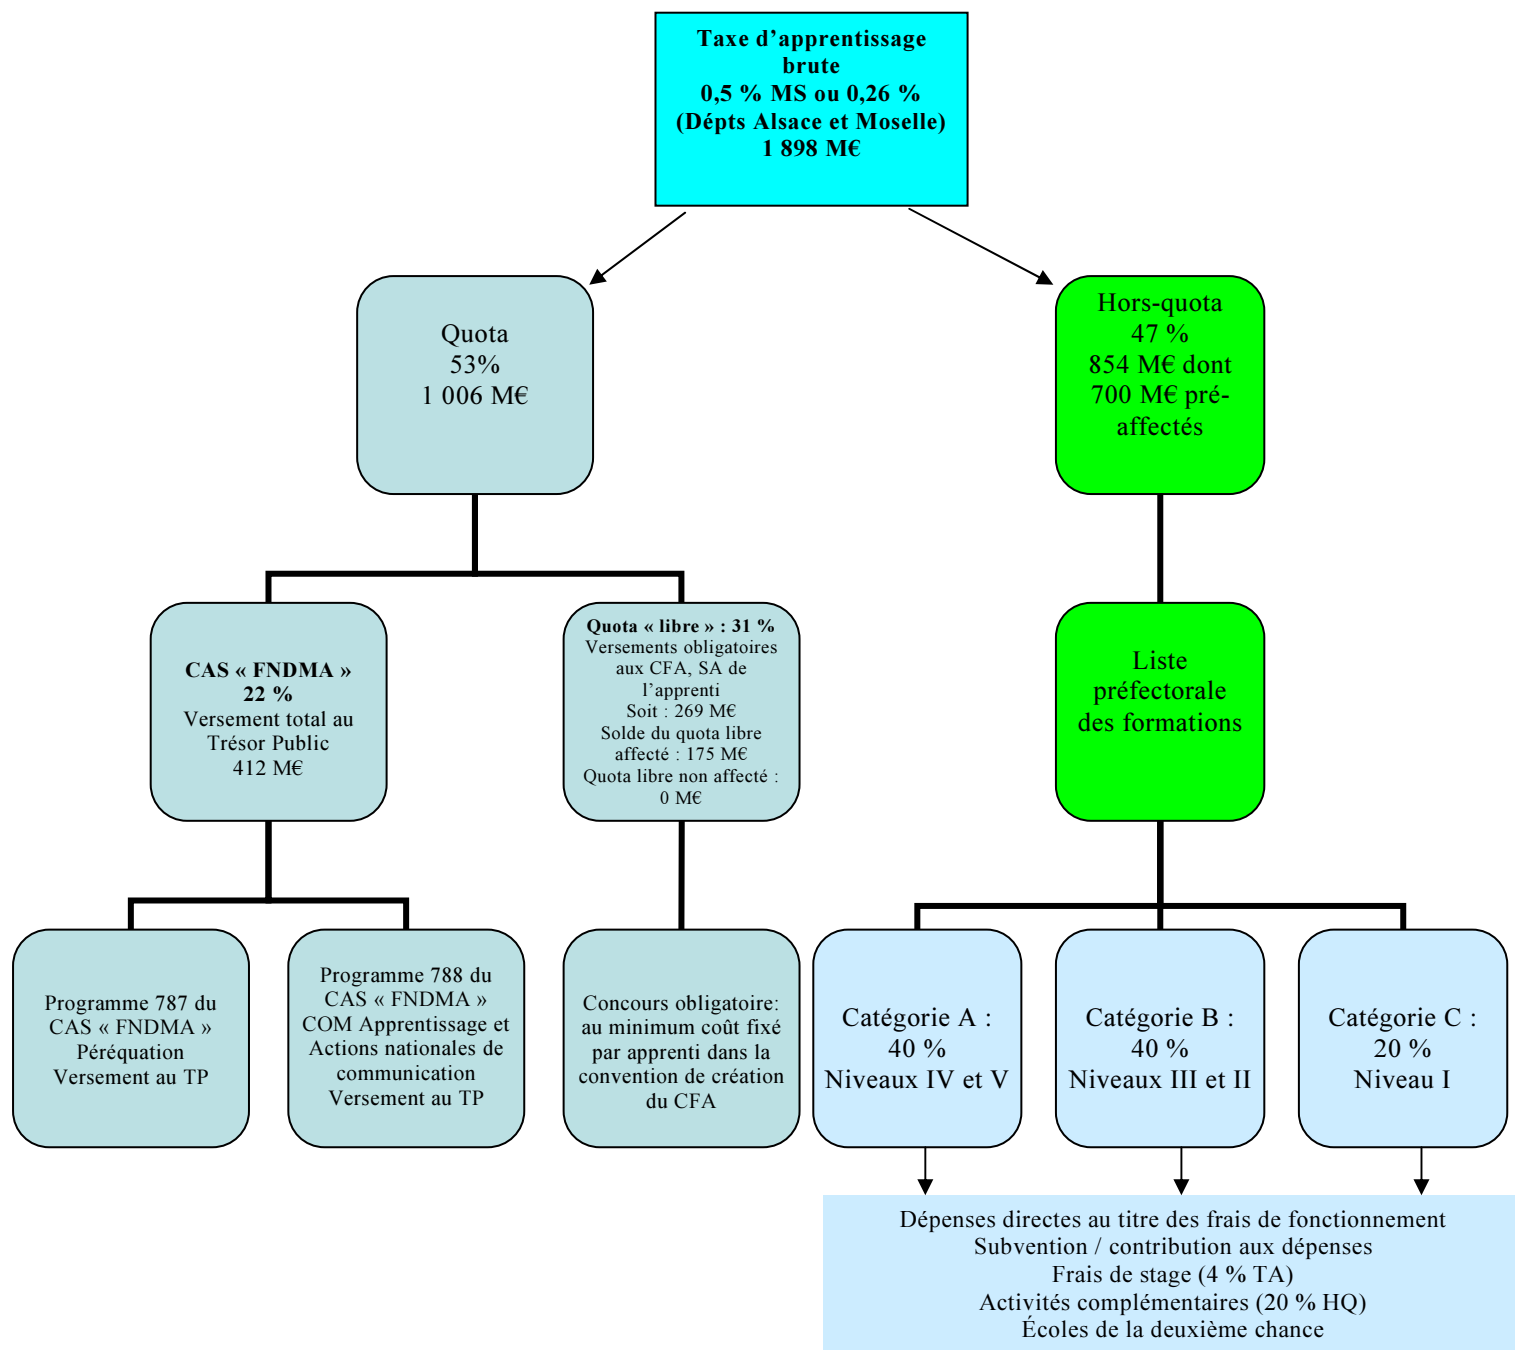 Taxe d’apprentissage
brute
0,5 % MS ou 0,26 %
(Dépts Alsace et Moselle)
1 898 M€
Quota
53%
1 006 M€
Hors-quota
47 %
854 M€ dont
700 M€ pré-
affectés
CAS « FNDMA »
22 %
Versement total au
Trésor Public
412 M€
Quota « libre » : 31 %
Versements obligatoires
aux CFA, SA de
l’apprenti
Soit : 269 M€
Solde du quota libre
affecté : 175 M€
Quota libre non affecté :
0 M€
Liste
préfectorale
des formations
Programme 787 du
CAS « FNDMA »
Péréquation
Versement au TP
Programme 788 du
CAS « FNDMA »
COM Apprentissage et
Actions nationales de
communication
Versement au TP
Concours obligatoire:
au minimum coût fixé
par apprenti dans la
convention de création
du CFA
Catégorie A :
40 %
Niveaux IV et V
Catégorie B :
40 %
Niveaux III et II
Catégorie C :
20 %
Niveau I
Dépenses directes au titre des frais de fonctionnement
Subvention / contribution aux dépenses
Frais de stage (4 % TA)
Activités complémentaires (20 % HQ)
Écoles de la deuxième chance